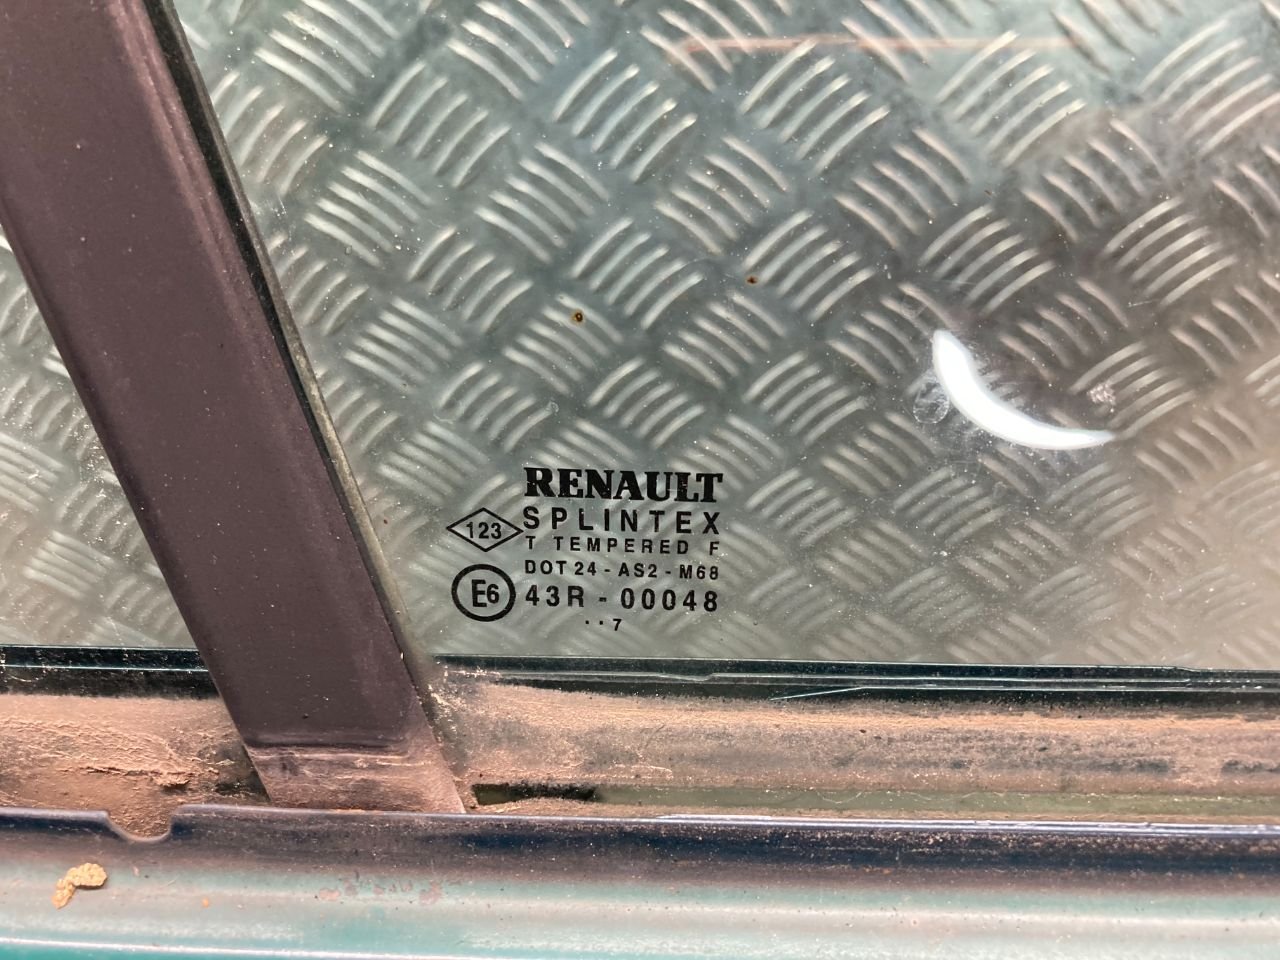 RENAULT
SPLINTEX
123
T TEMPERED F
DOT 24 - AS2 - M68
E6 43R - 00048
· · 7